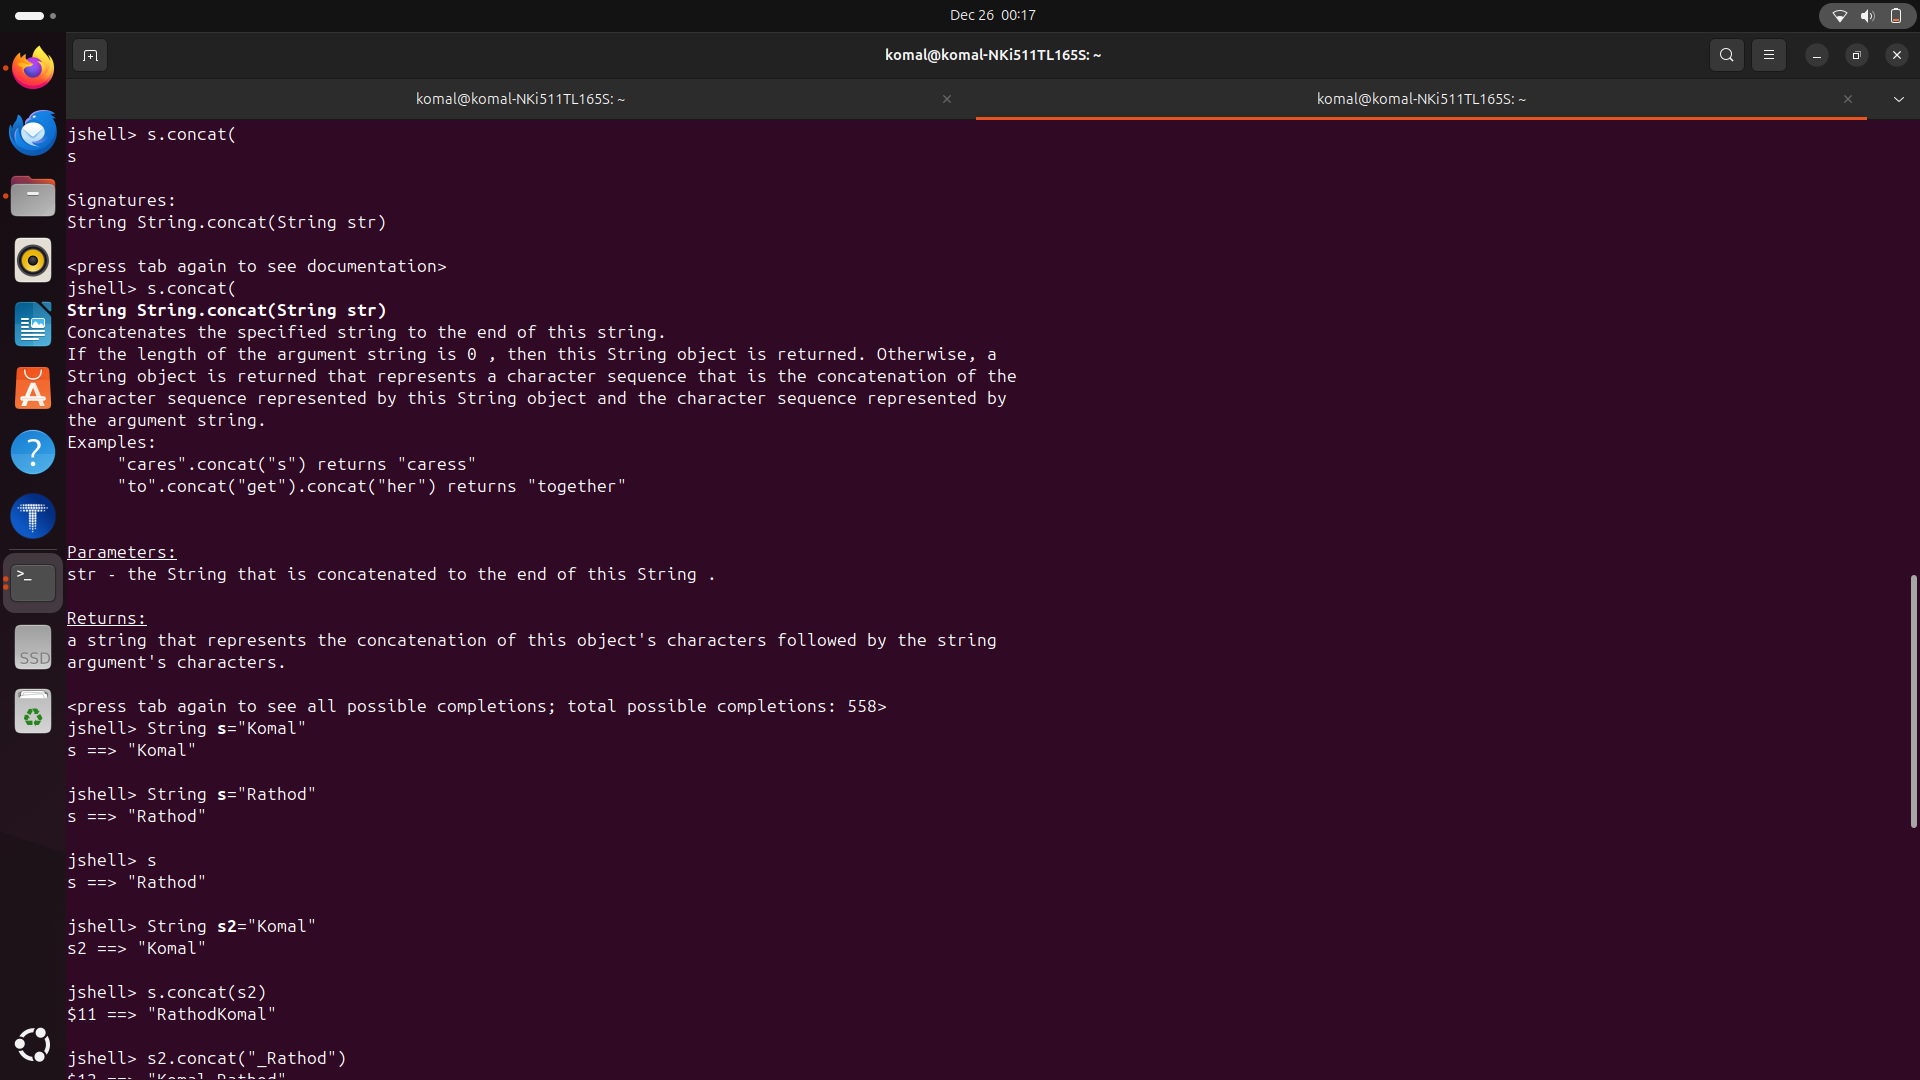 Dec 26 00:17
komal@komal-NKi511TL165S: ~
komal@komal-NKi511TL165S: ~
komal@komal-NKi511TL165S: ~
jshell> s.concat(
s
Signatures:
String String.concat(String str)
<press tab again to see documentation>
jshell> s.concat(
String String.concat(String str)
Concatenates the specified string to the end of this string.
If the length of the argument string is 0 , then this String object is returned. Otherwise, a
String object is returned that represents a character sequence that is the concatenation of the
character sequence represented by this String object and the character sequence represented by
the argument string.
Examples:
"cares".concat("s") returns "caress"
"to".concat("get").concat("her") returns "together"
Parameters:
str - the String that is concatenated to the end of this String .
Returns:
a string that represents the concatenation of this object's characters followed by the string
argument's characters.
<press tab again to see all possible completions; total possible completions: 558>
jshell> String s="Komal"
s ==> "Komal"
jshell> String s="Rathod"
s ==> "Rathod"
jshell> s
s ==> "Rathod"
jshell> String s2="Komal"
s2 ==> "Komal"
jshell> s.concat(s2)
$11 ==> "RathodKomal"
SSD
jshell> s2.concat("_Rathod")
$12 ==> "Komal_Rathod"